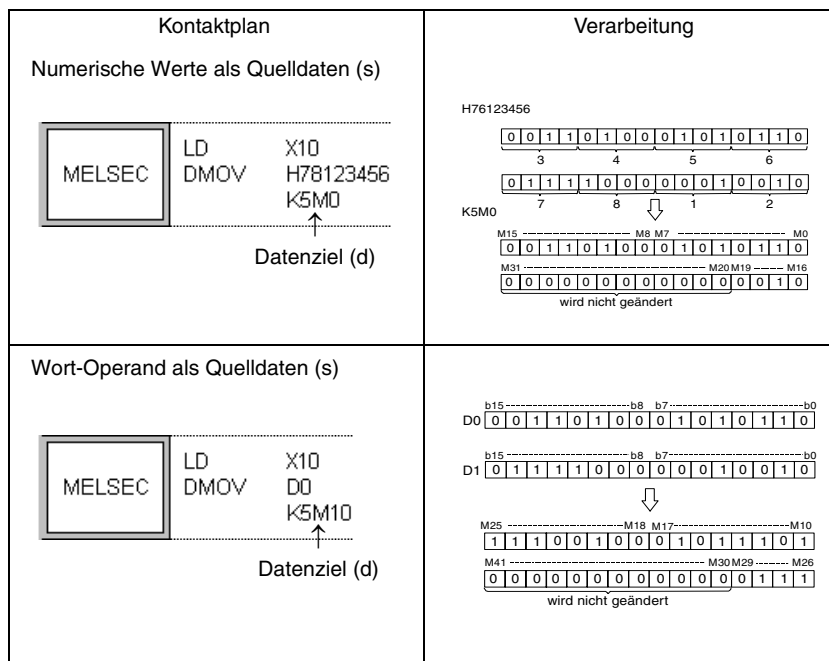 Kontaktplan
Verarbeitung
Numerische Werte als Quelldaten (s)
MELSEC
LD X10
DMOV H78123456
K5M0
Datenziel (d)
H76123456
0 0 1 1 0 1 0 0 0 1 0 1 0 1 1 0
3 4 5 6
0 1 1 1 1 0 0 0 0 0 0 1 0 0 1 0
7 8 1 2
K5M0
M15 M8 M7 M0
0 0 1 1 0 1 0 0 0 1 0 1 0 1 1 0
M31 M20 M19 M16
0 0 0 0 0 0 0 0 0 0 0 0 0 0 1 0
wird nicht geändert
Wort-Operand als Quelldaten (s)
MELSEC
LD X10
DMOV D0
K5M10
Datenziel (d)
b15 b8 b7 b0
D0 0 0 1 1 0 1 0 0 0 1 0 1 0 1 1 0
b15 b8 b7 b0
D1 0 1 1 1 1 0 0 0 0 0 0 1 0 0 1 0
M25 M18 M17 M10
1 1 1 0 0 1 0 0 0 1 0 1 1 1 0 1
M41 M30 M29 M26
0 0 0 0 0 0 0 0 0 0 0 0 0 1 1 1
wird nicht geändert